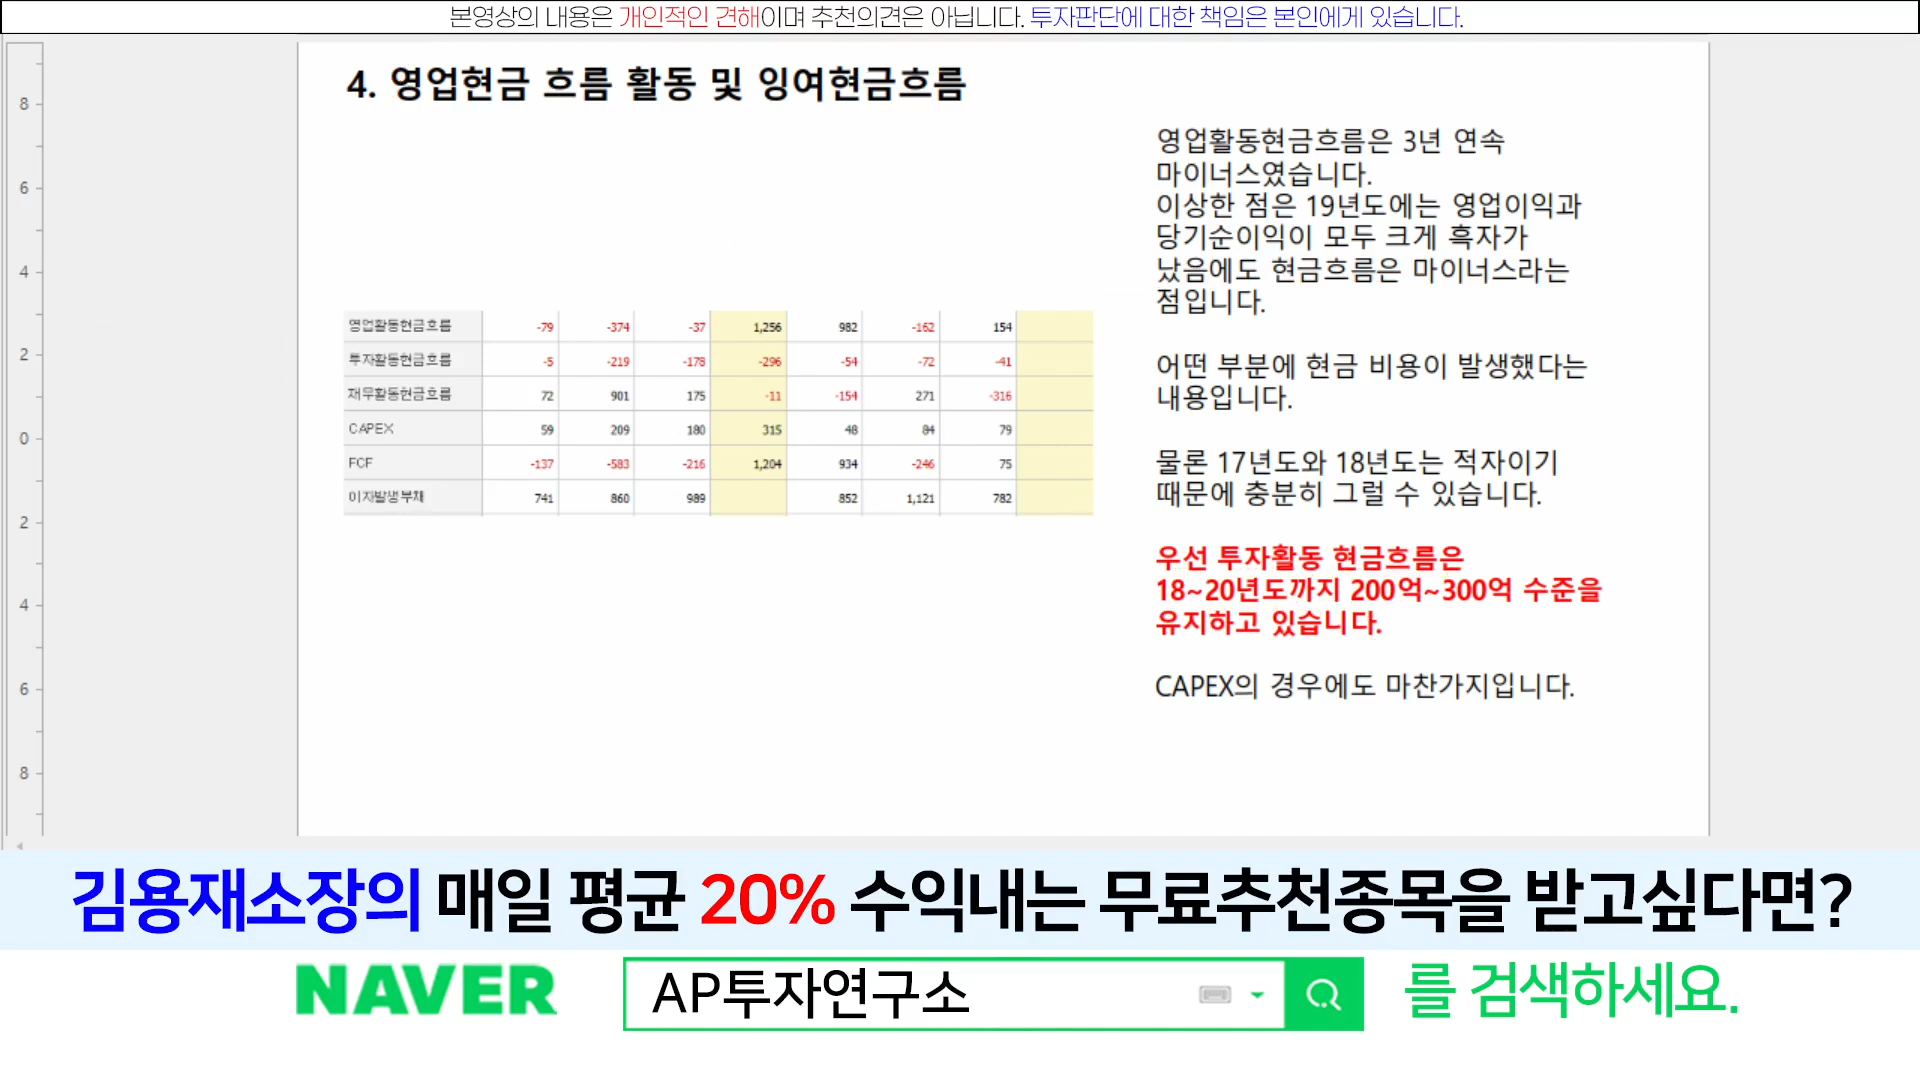 본영상의 내용은 개인적인 견해이며 추천의견은 아닙니다. 투자판단에 대한 책임은 본인에게 있습니다.
8
6
4
2
0
2
4
6
8
4. 영업현금 흐름 활동 및 잉여현금흐름
영업활동현금흐름 -79 -374 -37 1,256 982 -162 154
투자활동현금흐름 -5 -219 -178 -296 -54 -72 -41
재무활동현금흐름 72 901 175 -11 -154 271 -316
CAPEX 59 209 180 315 48 84 79
FCF -137 -583 -216 1,204 934 -246 75
이자발생부채 741 860 989 852 1,121 782
영업활동현금흐름은 3년 연속
마이너스였습니다.
이상한 점은 19년도에는 영업이익과
당기순이익이 모두 크게 흑자가
났음에도 현금흐름은 마이너스라는
점입니다.
어떤 부분에 현금 비용이 발생했다는
내용입니다.
물론 17년도와 18년도는 적자이기
때문에 충분히 그럴 수 있습니다.
우선 투자활동 현금흐름은
18~20년도까지 200억~300억 수준을
유지하고 있습니다.
CAPEX의 경우에도 마찬가지입니다.
김용재소장의 매일 평균 20% 수익내는 무료추천종목을 받고싶다면?
NAVER AP투자연구소 를 검색하세요.